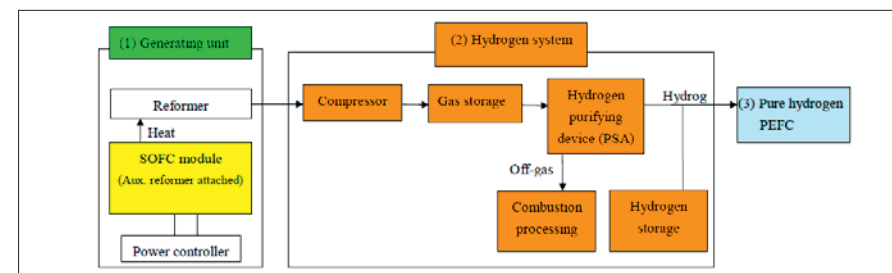 (1) Generating unit
(2) Hydrogen system
Reformer
Heat
SOFC module
(Aux. reformer attached)
Power controller
Compressor
Gas storage
Hydrogen
purifying
device (PSA)
Hydrog
Off-gas
Combustion
processing
Hydrogen
storage
(3) Pure hydrogen
PEFC